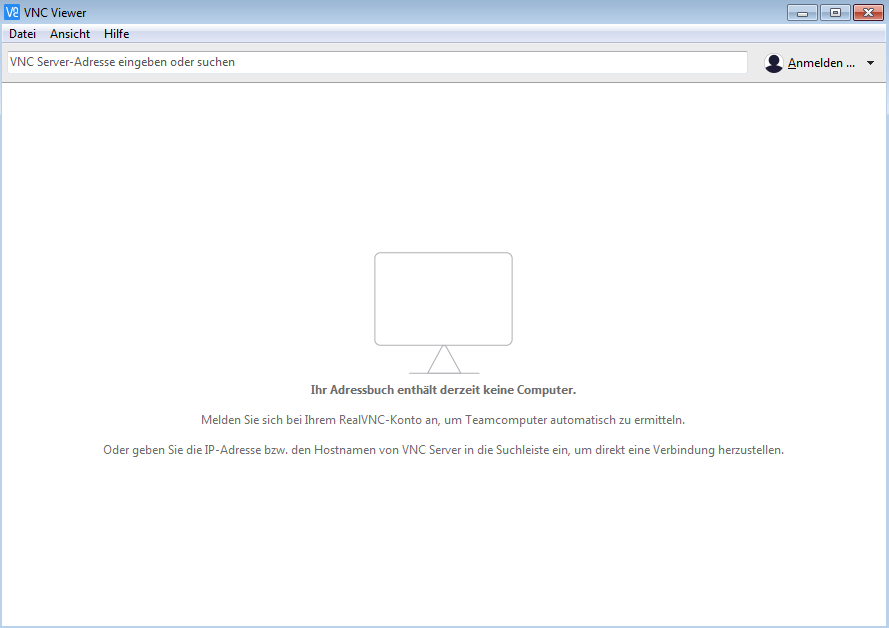 VNC Viewer
Datei Ansicht Hilfe
VNC Server-Adresse eingeben oder suchen
Anmelden ...
Ihr Adressbuch enthält derzeit keine Computer.
Melden Sie sich bei Ihrem RealVNC-Konto an, um Teamcomputer automatisch zu ermitteln.
Oder geben Sie die IP-Adresse bzw. den Hostnamen von VNC Server in die Suchleiste ein, um direkt eine Verbindung herzustellen.